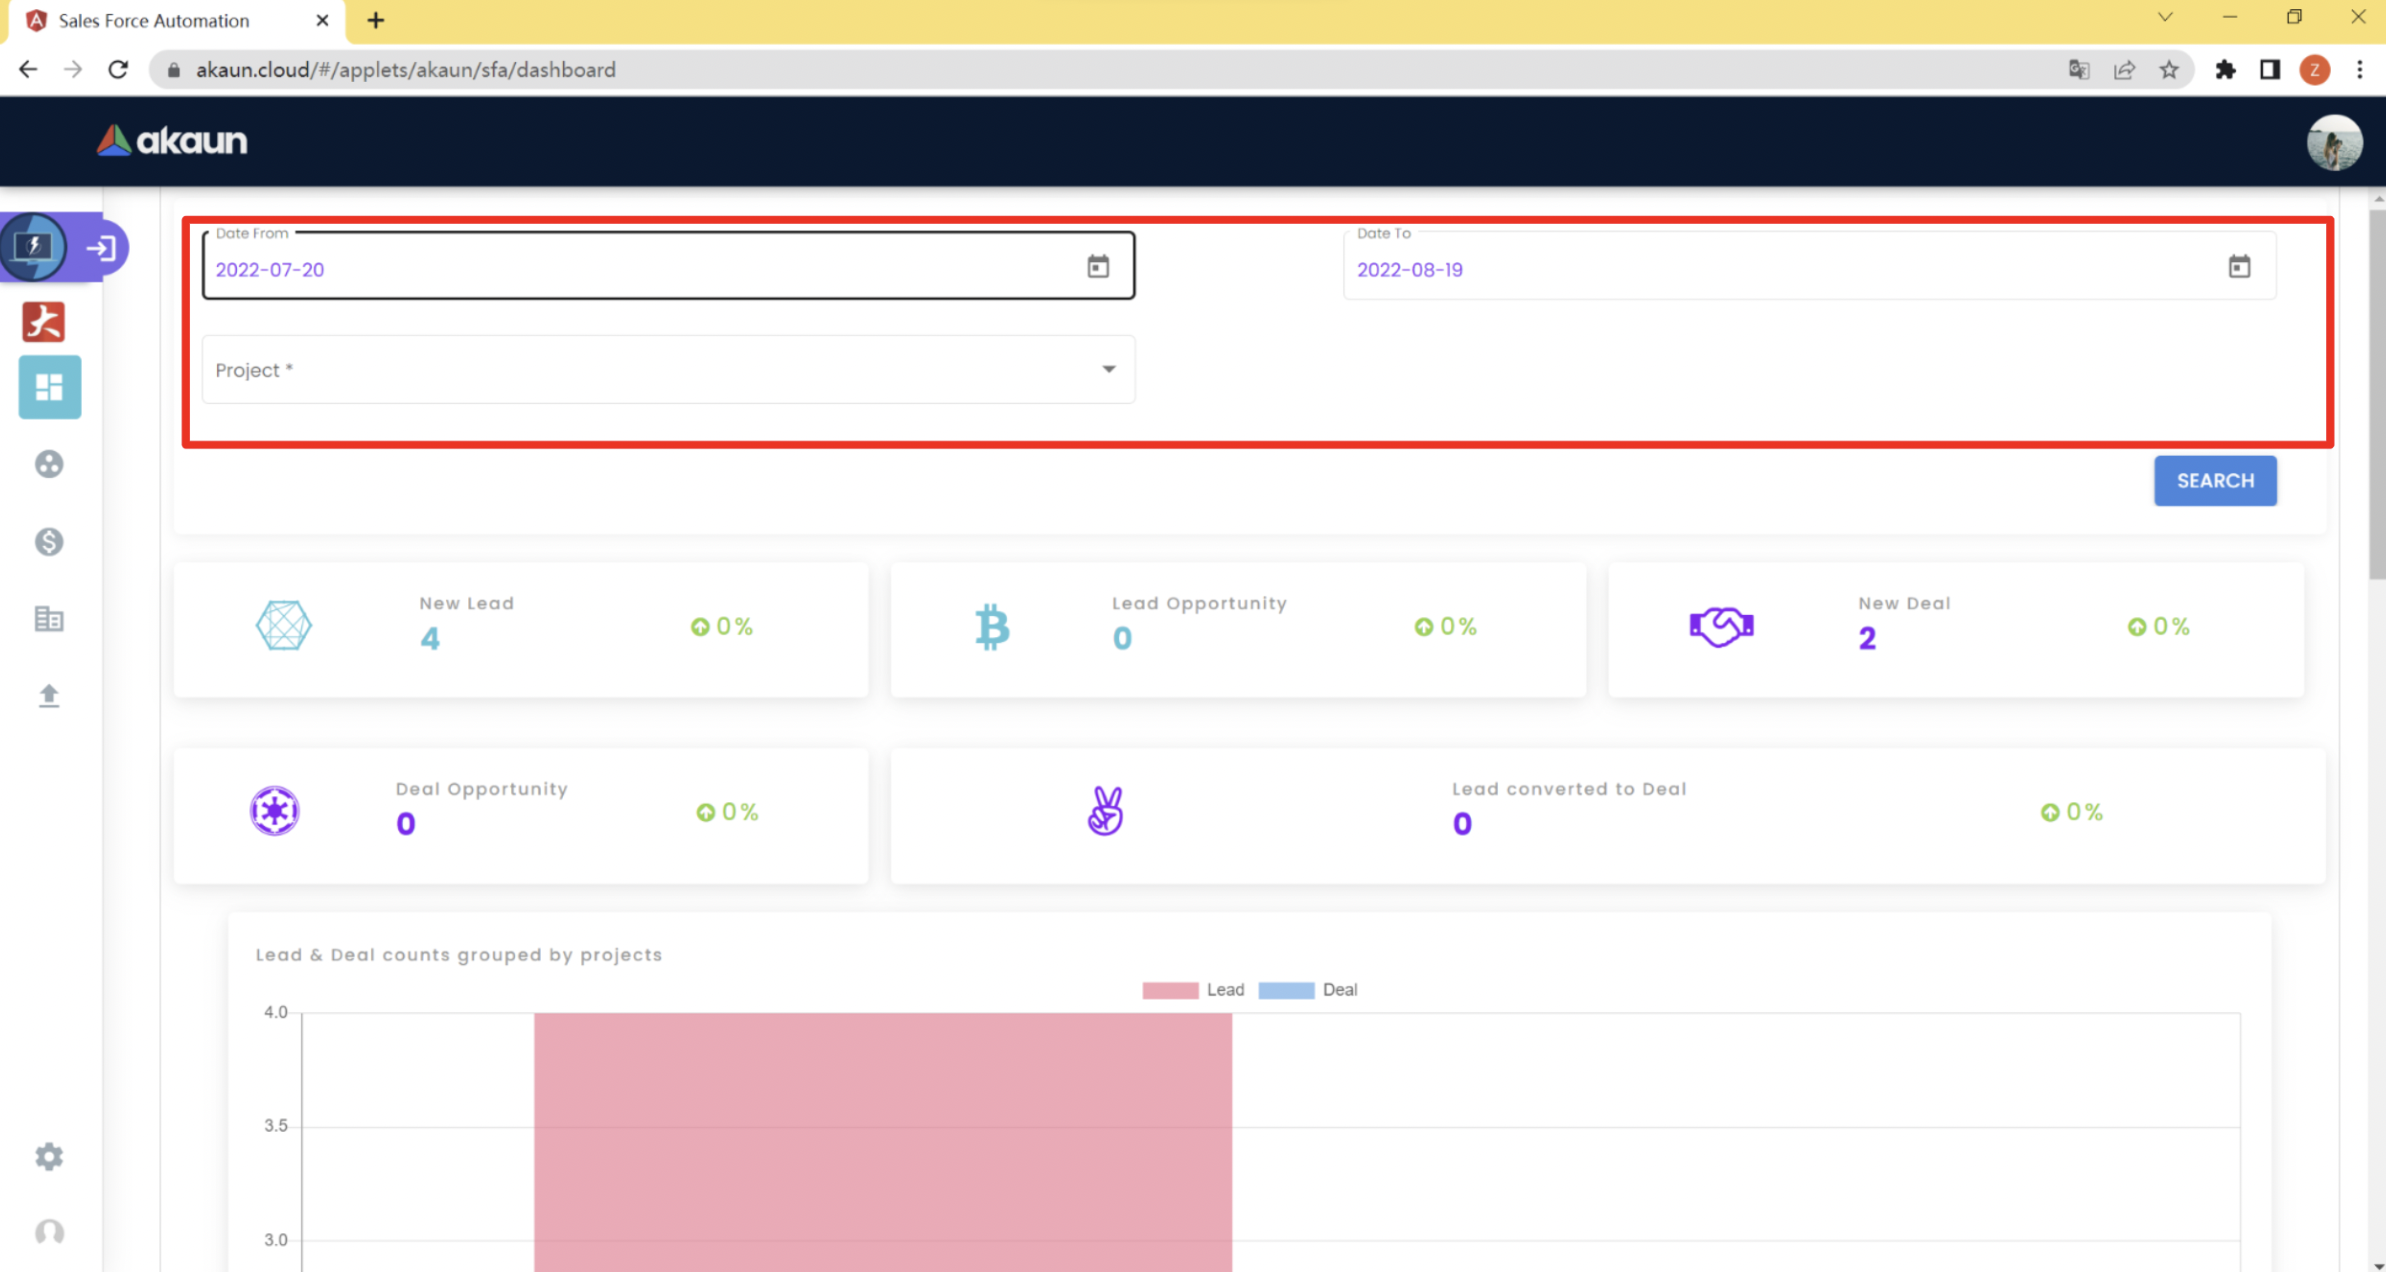 Sales Force Automation
akaun.cloud/#/applets/akaun/sfa/dashboard
Z
akaun
Date From
2022-07-20
Date To
2022-08-19
Project *
SEARCH
New Lead
4
0%
Lead Opportunity
0
0%
New Deal
2
0%
Deal Opportunity
0
0%
Lead converted to Deal
0
0%
Lead & Deal counts grouped by projects
Lead
Deal
4.0
3.5
3.0